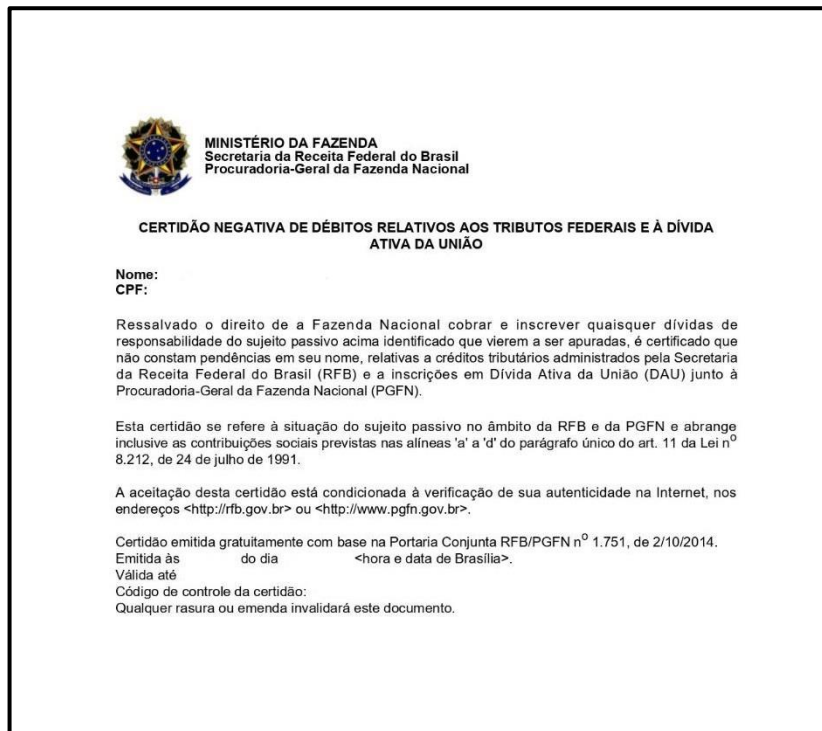 MINISTÉRIO DA FAZENDA
Secretaria da Receita Federal do Brasil
Procuradoria-Geral da Fazenda Nacional
CERTIDÃO NEGATIVA DE DÉBITOS RELATIVOS AOS TRIBUTOS FEDERAIS E À DÍVIDA
ATIVA DA UNIÃO
Nome:
CPF:
Ressalvado o direito de a Fazenda Nacional cobrar e inscrever quaisquer dívidas de
responsabilidade do sujeito passivo acima identificado que vierem a ser apuradas, é certificado que
não constam pendências em seu nome, relativas a créditos tributários administrados pela Secretaria
da Receita Federal do Brasil (RFB) e a inscrições em Dívida Ativa da União (DAU) junto à
Procuradoria-Geral da Fazenda Nacional (PGFN).
Esta certidão se refere à situação do sujeito passivo no âmbito da RFB e da PGFN e abrange
inclusive as contribuições sociais previstas nas alíneas 'a' a 'd' do parágrafo único do art. 11 da Lei nº
8.212, de 24 de julho de 1991.
A aceitação desta certidão está condicionada à verificação de sua autenticidade na Internet, nos
endereços <http://rfb.gov.br> ou <http://www.pgfn.gov.br>.
Certidão emitida gratuitamente com base na Portaria Conjunta RFB/PGFN nº 1.751, de 2/10/2014.
Emitida às do dia <hora e data de Brasília>.
Válida até
Código de controle da certidão:
Qualquer rasura ou emenda invalidará este documento.